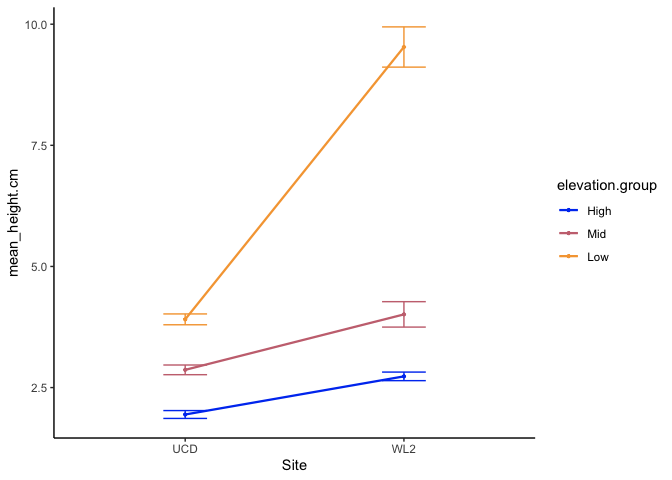 10.0
7.5
5.0
2.5
mean_height.cm
UCD
WL2
Site
elevation.group
High
Mid
Low